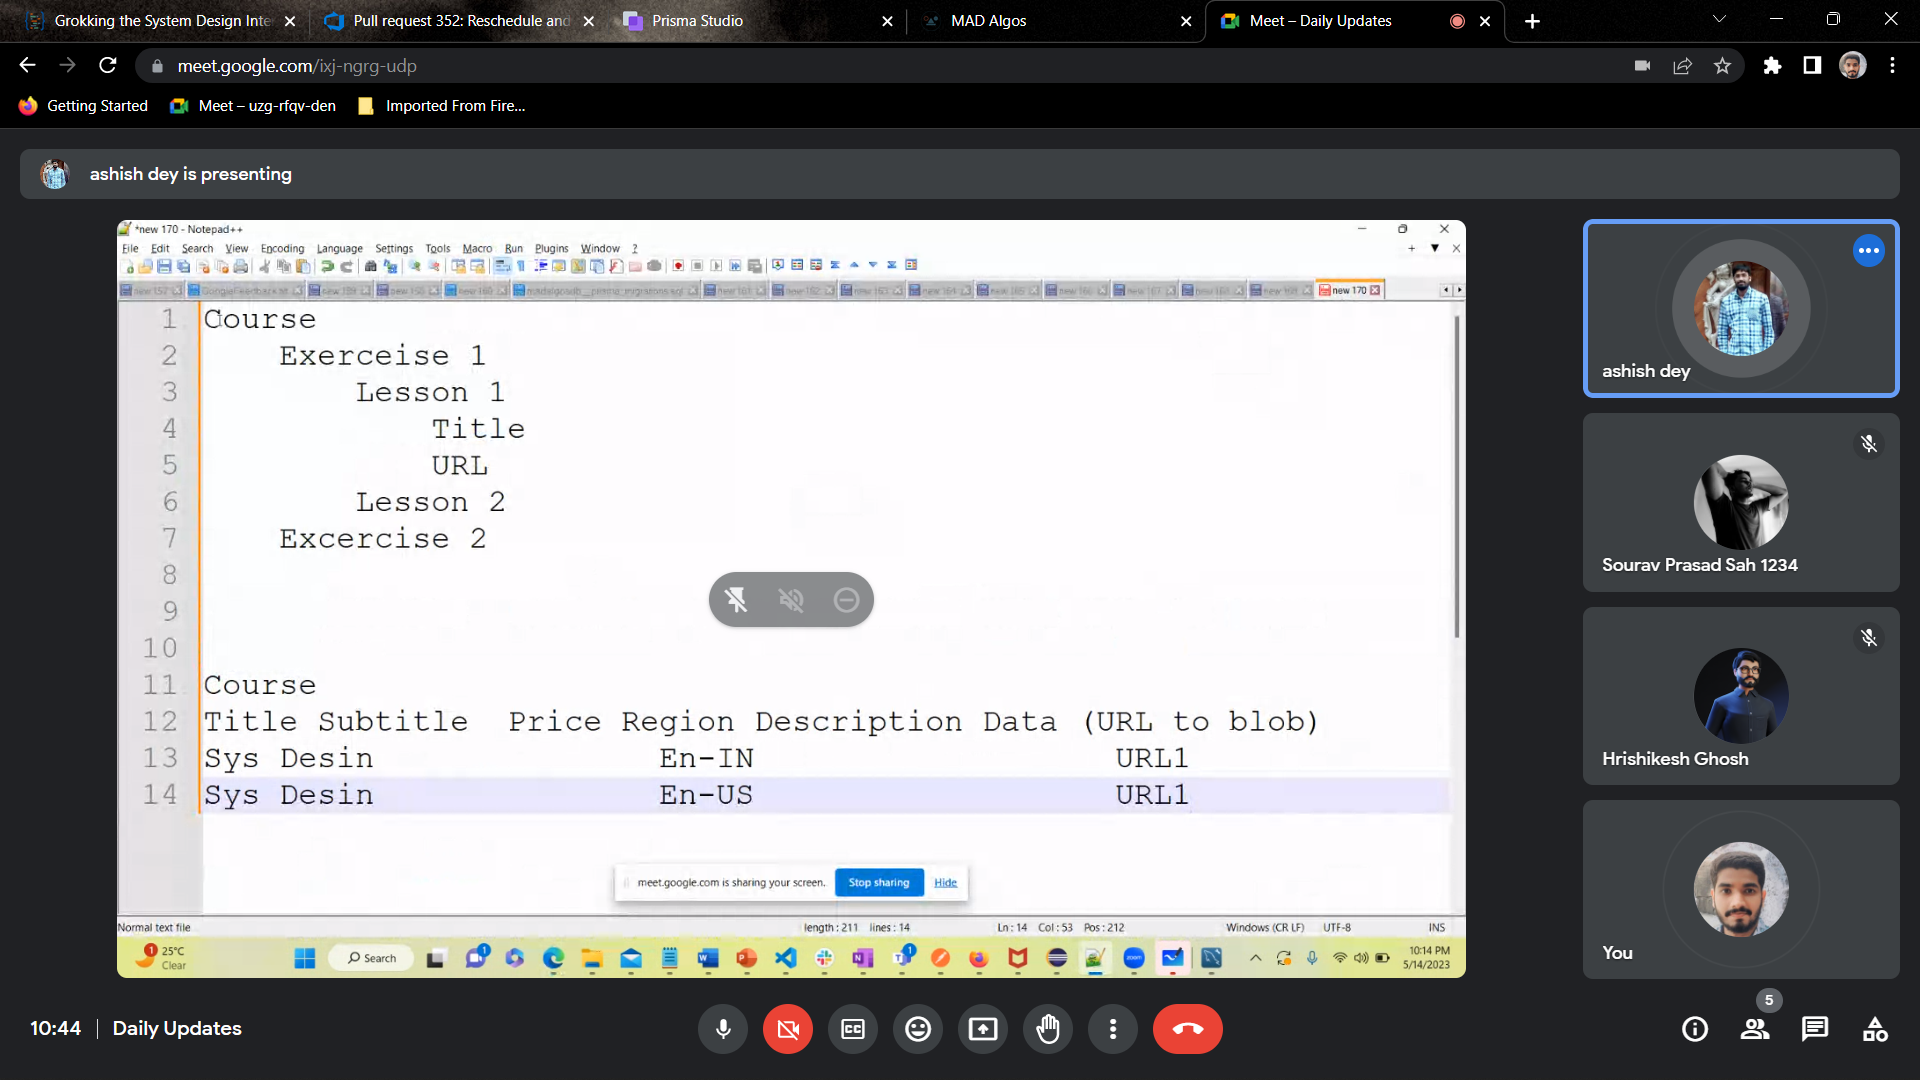 Grokking the System Design Inte
Pull request 352: Reschedule and
Prisma Studio
MAD Algos
Meet – Daily Updates
meet.google.com/ixj-ngrg-udp
Getting Started
Meet – uzg-rfqv-den
Imported From Fire...
ashish dey is presenting
*new 170 - Notepad++
File Edit Search View Encoding Language Settings Tools Macro Run Plugins Window ?
new 170
1 Course
2 Exerceise 1
3 Lesson 1
4 Title
5 URL
6 Lesson 2
7 Excercise 2
8
9
10
11 Course
12 Title Subtitle Price Region Description Data (URL to blob)
13 Sys Desin En-IN URL1
14 Sys Desin En-US URL1
meet.google.com is sharing your screen. Stop sharing Hide
Normal text file length : 211 lines : 14 Ln : 14 Col : 53 Pos : 212 Windows (CR LF) UTF-8 INS
1 25°C
Clear
Search
1
1
zoom
10:14 PM
5/14/2023
ashish dey
Sourav Prasad Sah 1234
Hrishikesh Ghosh
You
10:44 | Daily Updates
5